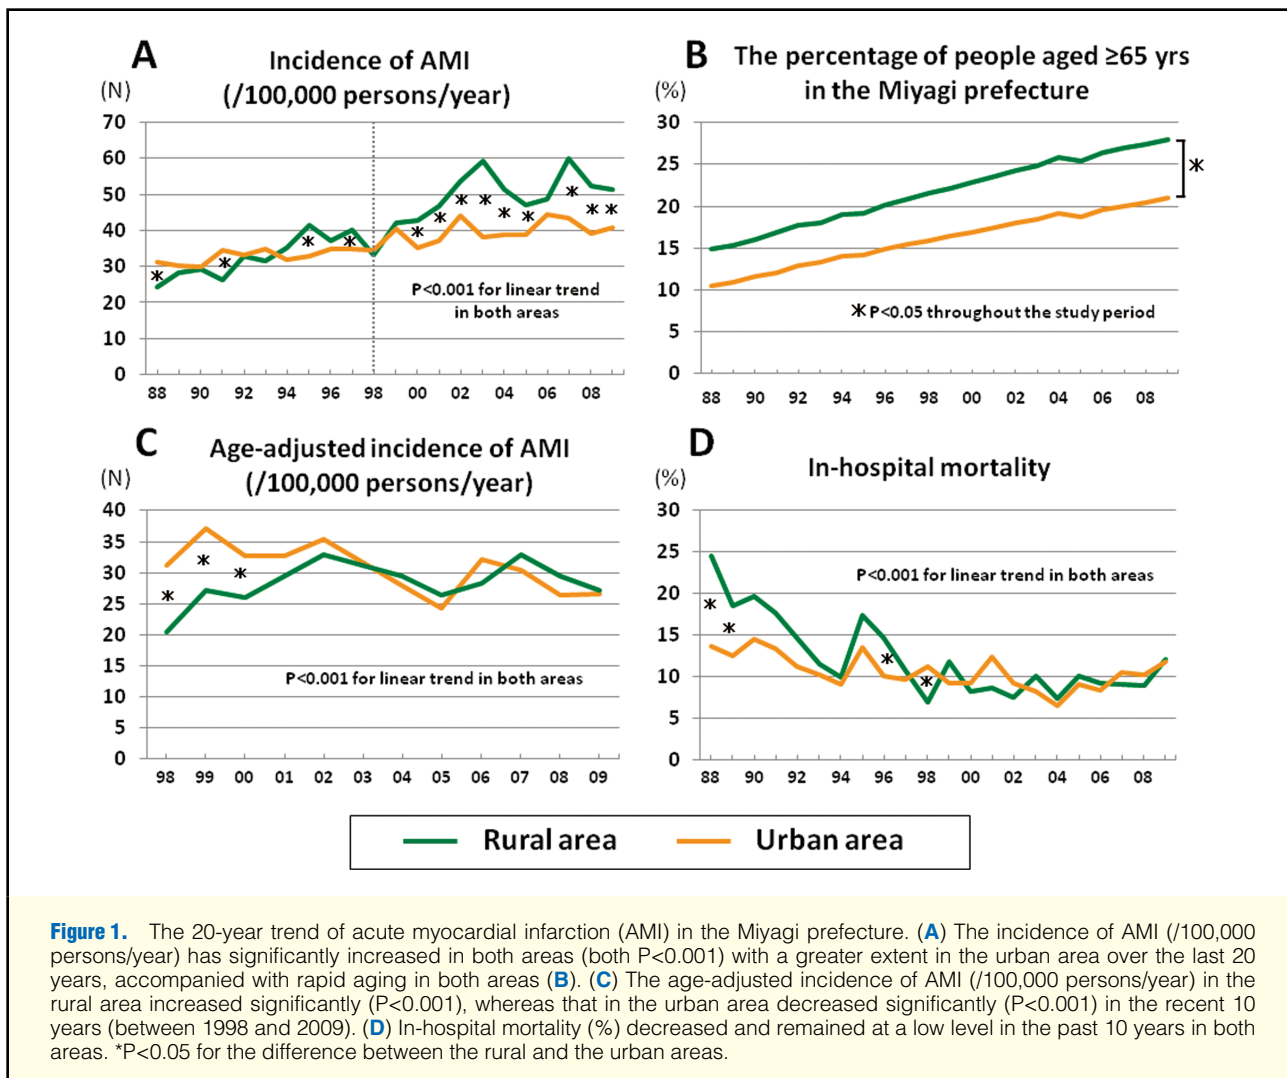 A
Incidence of AMI
(/100,000 persons/year)
(N)
70
60
50
40
30
20
10
0
* * * * * * * * * * * *
P<0.001 for linear trend
in both areas
88 90 92 94 96 98 00 02 04 06 08
B
The percentage of people aged ≥65 yrs
in the Miyagi prefecture
(%)
30
25
20
15
10
5
0
*
* P<0.05 throughout the study period
88 90 92 94 96 98 00 02 04 06 08
C
Age-adjusted incidence of AMI
(/100,000 persons/year)
(N)
40
35
30
25
20
15
10
5
0
* * *
P<0.001 for linear trend in both areas
98 99 00 01 02 03 04 05 06 07 08 09
D
In-hospital mortality
(%)
30
25
20
15
10
5
0
* * * *
P<0.001 for linear trend in both areas
88 90 92 94 96 98 00 02 04 06 08
Rural area Urban area
Figure 1. The 20-year trend of acute myocardial infarction (AMI) in the Miyagi prefecture. (A) The incidence of AMI (/100,000
persons/year) has significantly increased in both areas (both P<0.001) with a greater extent in the urban area over the last 20
years, accompanied with rapid aging in both areas (B). (C) The age-adjusted incidence of AMI (/100,000 persons/year) in the
rural area increased significantly (P<0.001), whereas that in the urban area decreased significantly (P<0.001) in the recent 10
years (between 1998 and 2009). (D) In-hospital mortality (%) decreased and remained at a low level in the past 10 years in both
areas. *P<0.05 for the difference between the rural and the urban areas.